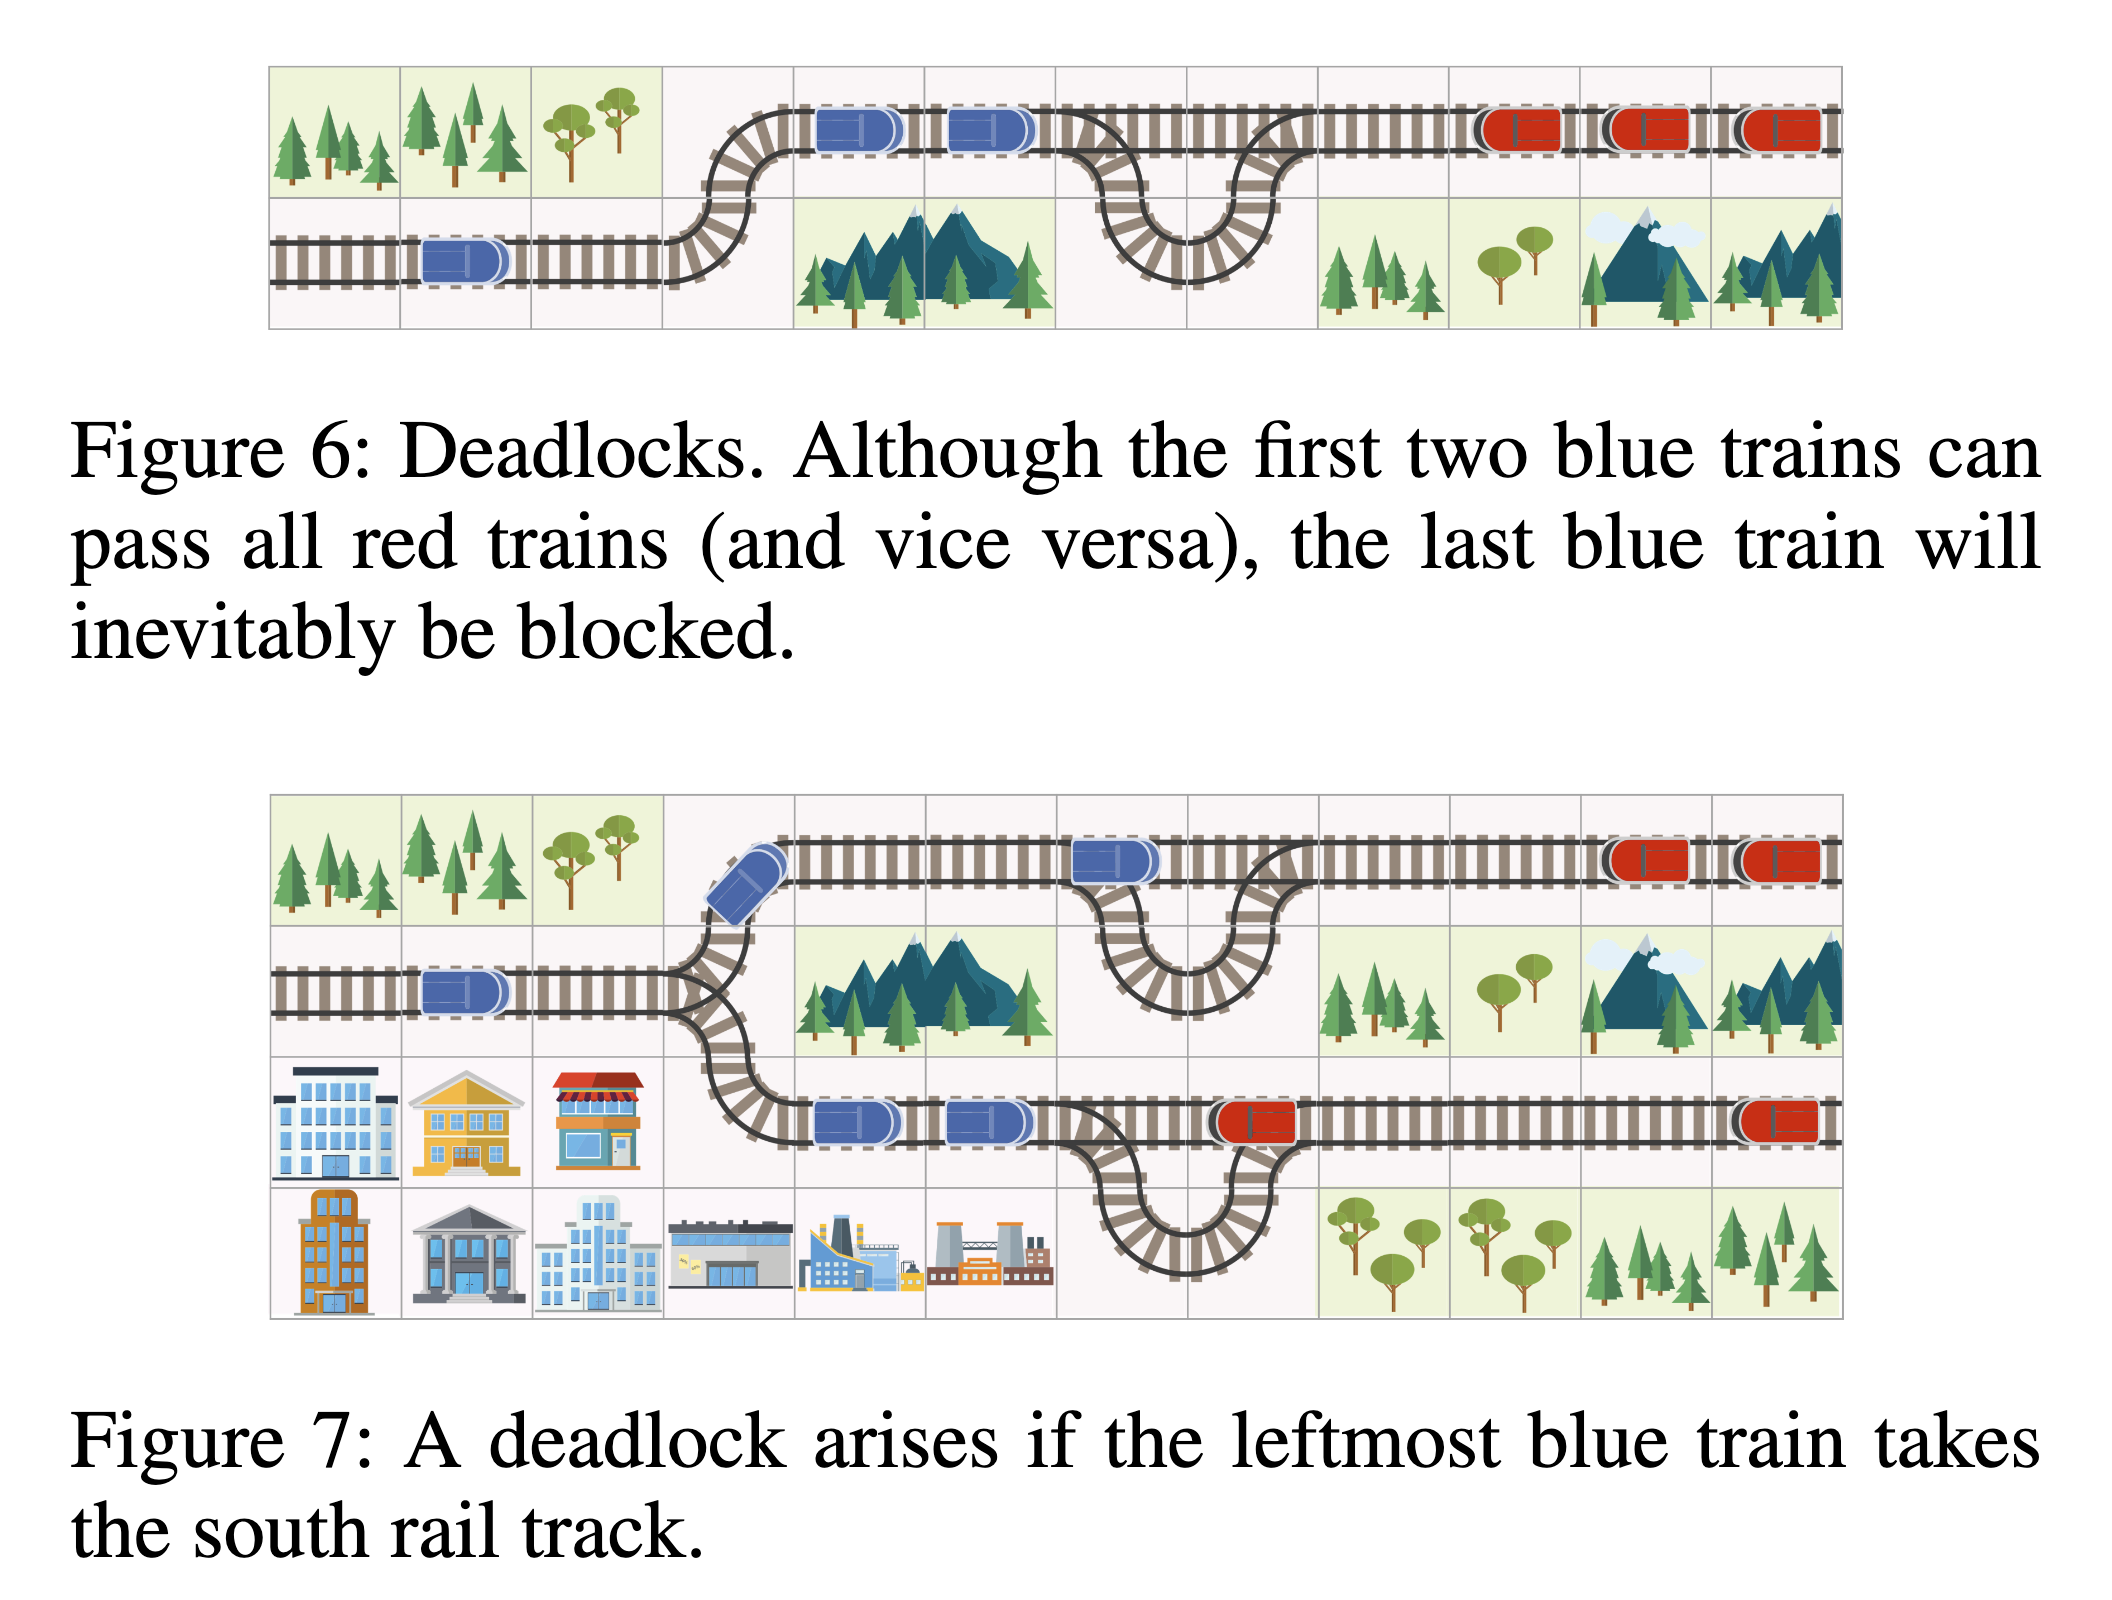 Figure 6: Deadlocks. Although the first two blue trains can
pass all red trains (and vice versa), the last blue train will
inevitably be blocked.
Figure 7: A deadlock arises if the leftmost blue train takes
the south rail track.